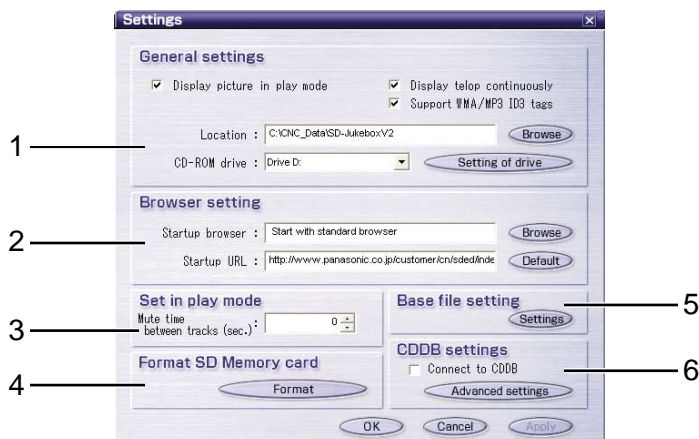 Settings
General settings
Display picture in play mode
Display telop continuously
Support WMA/MP3 ID3 tags
1
Location : C:\CNC_Data\SD-JukeboxV2 Browse
CD-ROM drive : Drive D: Setting of drive
Browser setting
2
Startup browser : Start with standard browser Browse
Startup URL : http://www.panasonic.co.jp/customer/cn/sded/inde Default
Set in play mode
Mute time
between tracks (sec.) : 0
3
Base file setting
5
Settings
Format SD Memory card
4
Format
CDDB settings
Connect to CDDB
6
Advanced settings
OK Cancel Apply